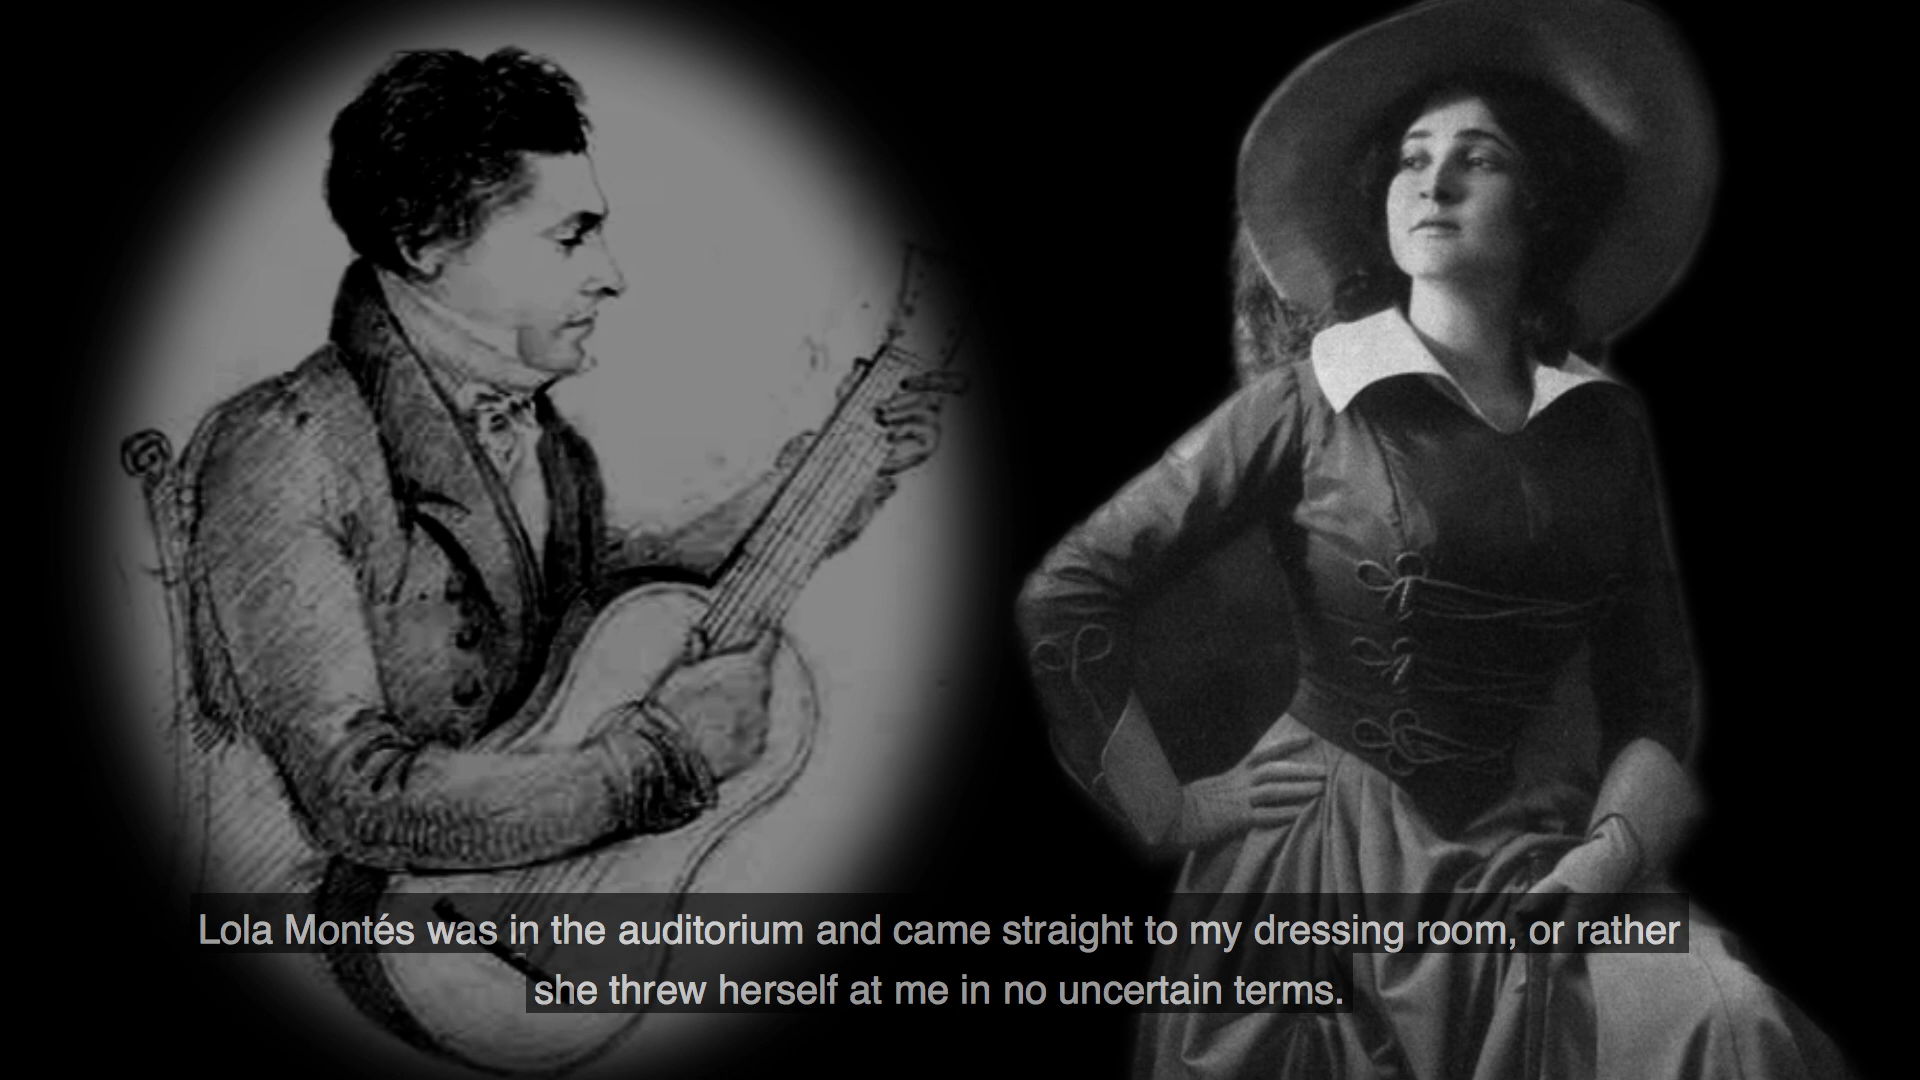 Lola Montés was in the auditorium and came straight to my dressing room, or rather
she threw herself at me in no uncertain terms.